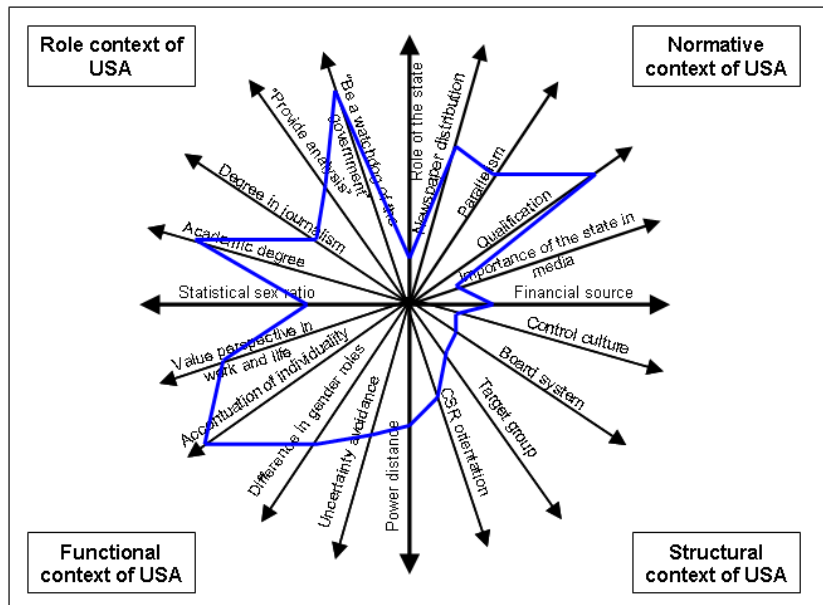 Role context of
USA
Normative
context of USA
"Provide analysis"
"Be a watchdog of the
government"
Role of the state
Newspaper distribution
Parallelism
Qualification
Importance of the state in
media
Degree in journalism
Academic degree
Statistical sex ratio
Financial source
Control culture
Board system
Target group
CSR orientation
Power distance
Uncertainty avoidance
Difference in gender roles
Accontuation of individuality
Value perspective in
work and life
Functional
context of USA
Structural
context of USA